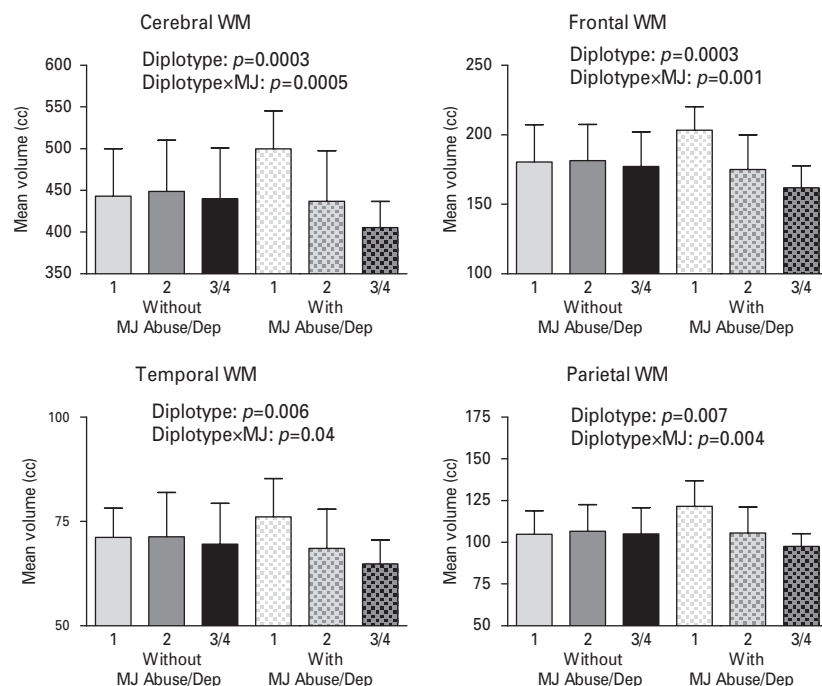 Cerebral WM
Diplotype: p=0.0003
Diplotype×MJ: p=0.0005
Mean volume (cc)
600
500
450
400
350
1 2 3/4 1 2 3/4
Without With
MJ Abuse/Dep MJ Abuse/Dep
Frontal WM
Diplotype: p=0.0003
Diplotype×MJ: p=0.001
Mean volume (cc)
250
200
150
100
1 2 3/4 1 2 3/4
Without With
MJ Abuse/Dep MJ Abuse/Dep
Temporal WM
Diplotype: p=0.006
Diplotype×MJ: p=0.04
Mean volume (cc)
100
75
50
1 2 3/4 1 2 3/4
Without With
MJ Abuse/Dep MJ Abuse/Dep
Parietal WM
Diplotype: p=0.007
Diplotype×MJ: p=0.004
Mean volume (cc)
175
125
100
75
50
1 2 3/4 1 2 3/4
Without With
MJ Abuse/Dep MJ Abuse/Dep